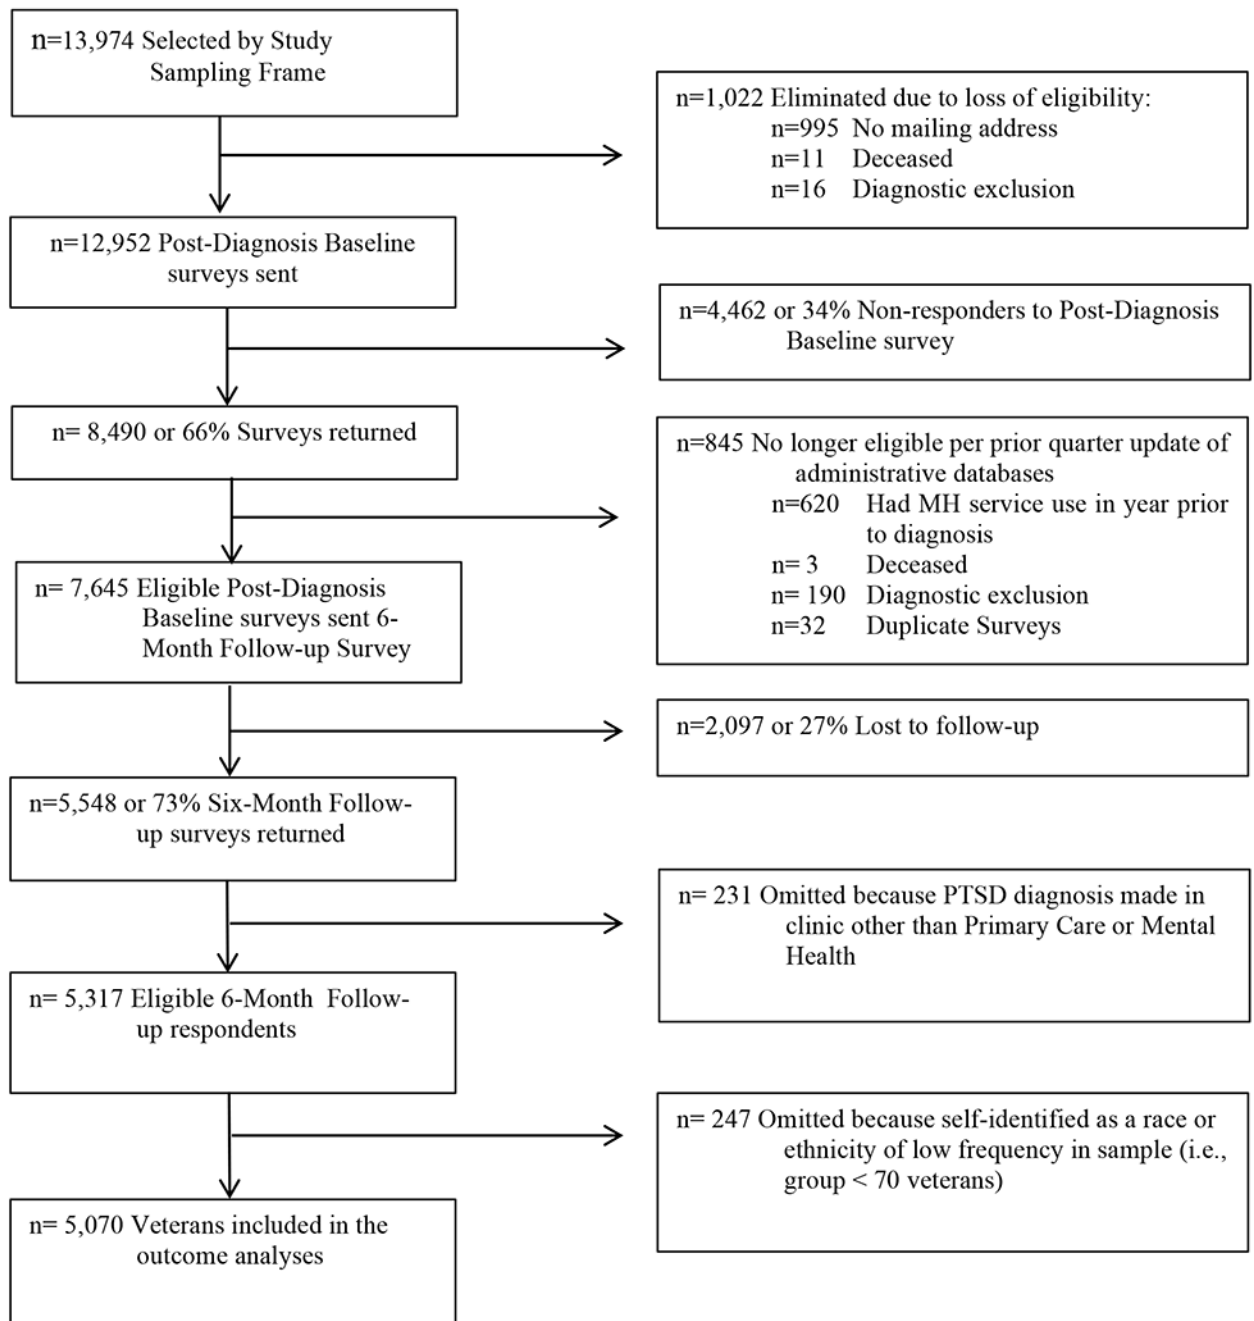 n=13,974 Selected by Study
Sampling Frame
n=1,022 Eliminated due to loss of eligibility:
n=995 No mailing address
n=11 Deceased
n=16 Diagnostic exclusion
n=12,952 Post-Diagnosis Baseline
surveys sent
n=4,462 or 34% Non-responders to Post-Diagnosis
Baseline survey
n= 8,490 or 66% Surveys returned
n=845 No longer eligible per prior quarter update of
administrative databases
n=620 Had MH service use in year prior
to diagnosis
n= 3 Deceased
n= 190 Diagnostic exclusion
n=32 Duplicate Surveys
n= 7,645 Eligible Post-Diagnosis
Baseline surveys sent 6-
Month Follow-up Survey
n=2,097 or 27% Lost to follow-up
n=5,548 or 73% Six-Month Follow-
up surveys returned
n= 231 Omitted because PTSD diagnosis made in
clinic other than Primary Care or Mental
Health
n= 5,317 Eligible 6-Month Follow-
up respondents
n= 247 Omitted because self-identified as a race or
ethnicity of low frequency in sample (i.e.,
group < 70 veterans)
n= 5,070 Veterans included in the
outcome analyses